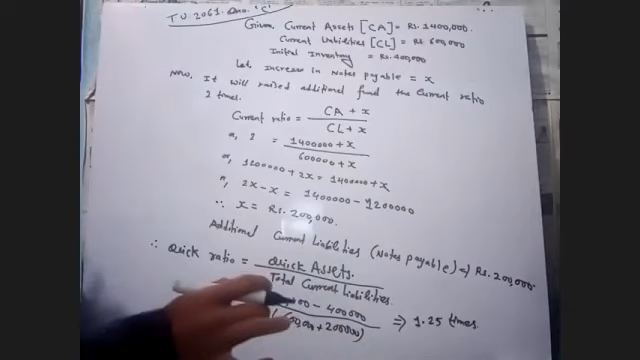 T.U. 2061. Qno. 'C'
Given, Current Assets [CA] = Rs. 1400,000.
Current liabilities [CL] = Rs 600,000
Initial Inventory = Rs. 400,000
Let, Increase in Notes payable = x
Now, It will raised additional fund the current ratio
2 times.
Current ratio = CA + x
CL + x
or, 2 = 1400000 + x
600000 + x
or, 1200000 + 2x = 1400000 + x
or, 2x - x = 1400000 - 1200000
∴ x = Rs. 200,000.
Additional Current Liabilities (Notes payable) ⇒ Rs. 200,000.
∴ Quick ratio = Quick Assets.
Total Current Liabilities.
- 400000
+ 200000) ⇒ 1.25 times.